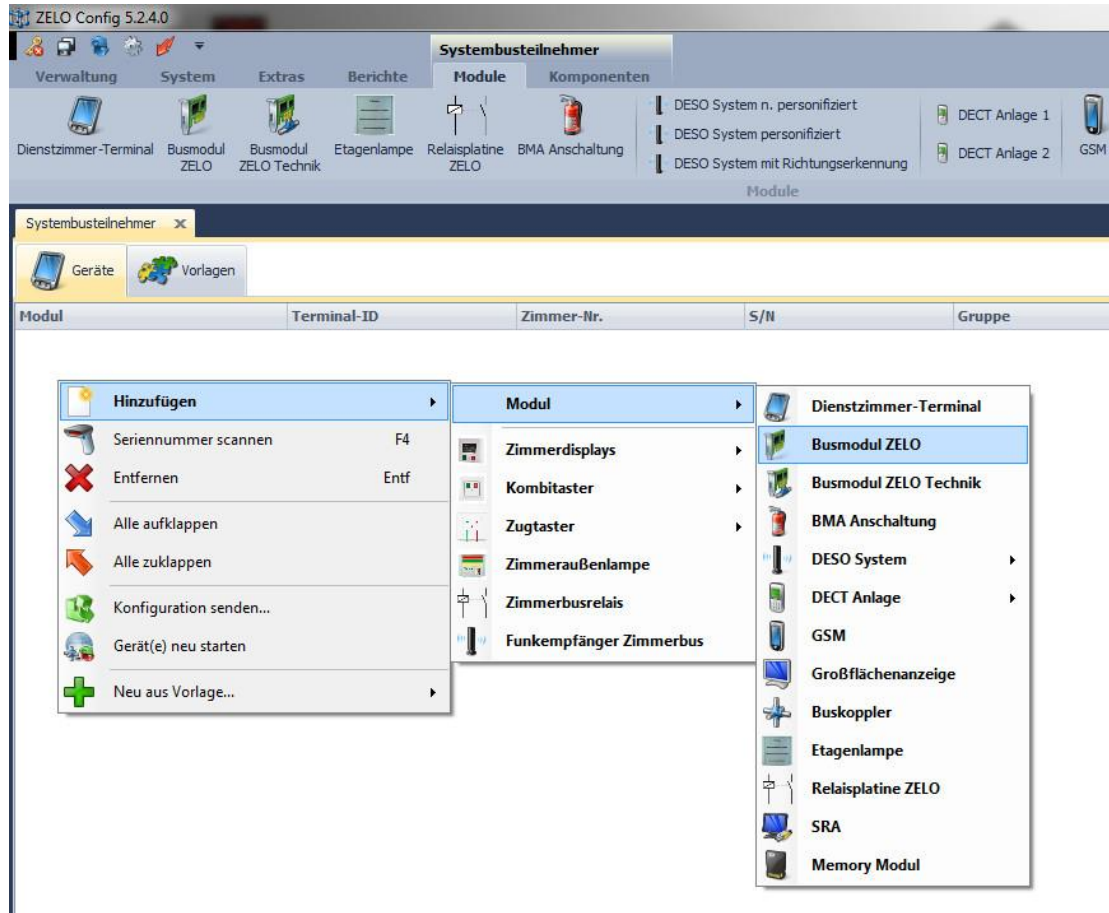 ZELO Config 5.2.4.0
Systembusteilnehmer
Verwaltung System Extras Berichte Module Komponenten
Dienstzimmer-Terminal
Busmodul
ZELO
Busmodul
ZELO Technik
Etagenlampe
Relaisplatine
ZELO
BMA Anschaltung
DESO System n. personifiziert
DESO System personifiziert
DESO System mit Richtungserkennung
DECT Anlage 1
DECT Anlage 2
GSM
Module
Systembusteilnehmer x
Geräte Vorlagen
Modul Terminal-ID Zimmer-Nr. S/N Gruppe
Hinzufügen
Seriennummer scannen F4
Entfernen Entf
Alle aufklappen
Alle zuklappen
Konfiguration senden...
Gerät(e) neu starten
Neu aus Vorlage...
Modul
Zimmerdisplays
Kombitaster
Zugtaster
Zimmeraußenlampe
Zimmerbusrelais
Funkempfänger Zimmerbus
Dienstzimmer-Terminal
Busmodul ZELO
Busmodul ZELO Technik
BMA Anschaltung
DESO System
DECT Anlage
GSM
Großflächenanzeige
Buskoppler
Etagenlampe
Relaisplatine ZELO
SRA
Memory Modul